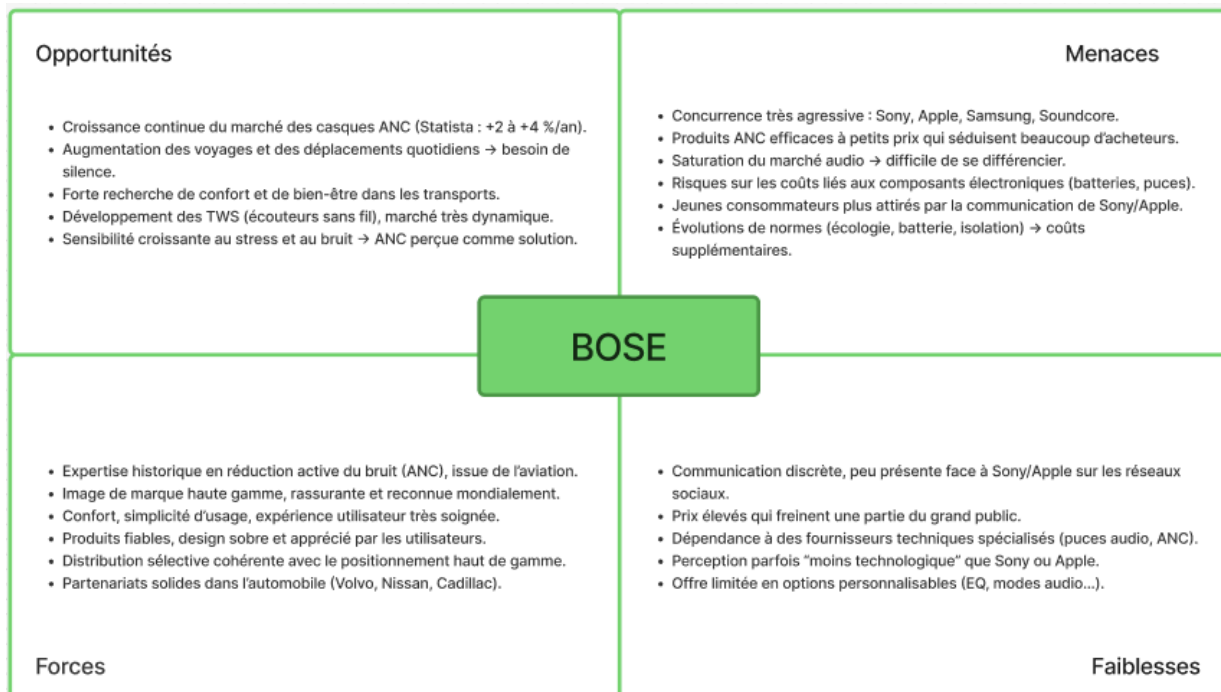 Opportunités
• Croissance continue du marché des casques ANC (Statista : +2 à +4 %/an).
• Augmentation des voyages et des déplacements quotidiens → besoin de
silence.
• Forte recherche de confort et de bien-être dans les transports.
• Développement des TWS (écouteurs sans fil), marché très dynamique.
• Sensibilité croissante au stress et au bruit → ANC perçue comme solution.
Menaces
• Concurrence très agressive : Sony, Apple, Samsung, Soundcore.
• Produits ANC efficaces à petits prix qui séduisent beaucoup d'acheteurs.
• Saturation du marché audio → difficile de se différencier.
• Risques sur les coûts liés aux composants électroniques (batteries, puces).
• Jeunes consommateurs plus attirés par la communication de Sony/Apple.
• Évolutions de normes (écologie, batterie, isolation) → coûts
supplémentaires.
BOSE
• Expertise historique en réduction active du bruit (ANC), issue de l'aviation.
• Image de marque haute gamme, rassurante et reconnue mondialement.
• Confort, simplicité d'usage, expérience utilisateur très soignée.
• Produits fiables, design sobre et apprécié par les utilisateurs.
• Distribution sélective cohérente avec le positionnement haut de gamme.
• Partenariats solides dans l'automobile (Volvo, Nissan, Cadillac).
Forces
• Communication discrète, peu présente face à Sony/Apple sur les réseaux
sociaux.
• Prix élevés qui freinent une partie du grand public.
• Dépendance à des fournisseurs techniques spécialisés (puces audio, ANC).
• Perception parfois "moins technologique" que Sony ou Apple.
• Offre limitée en options personnalisables (EQ, modes audio...).
Faiblesses